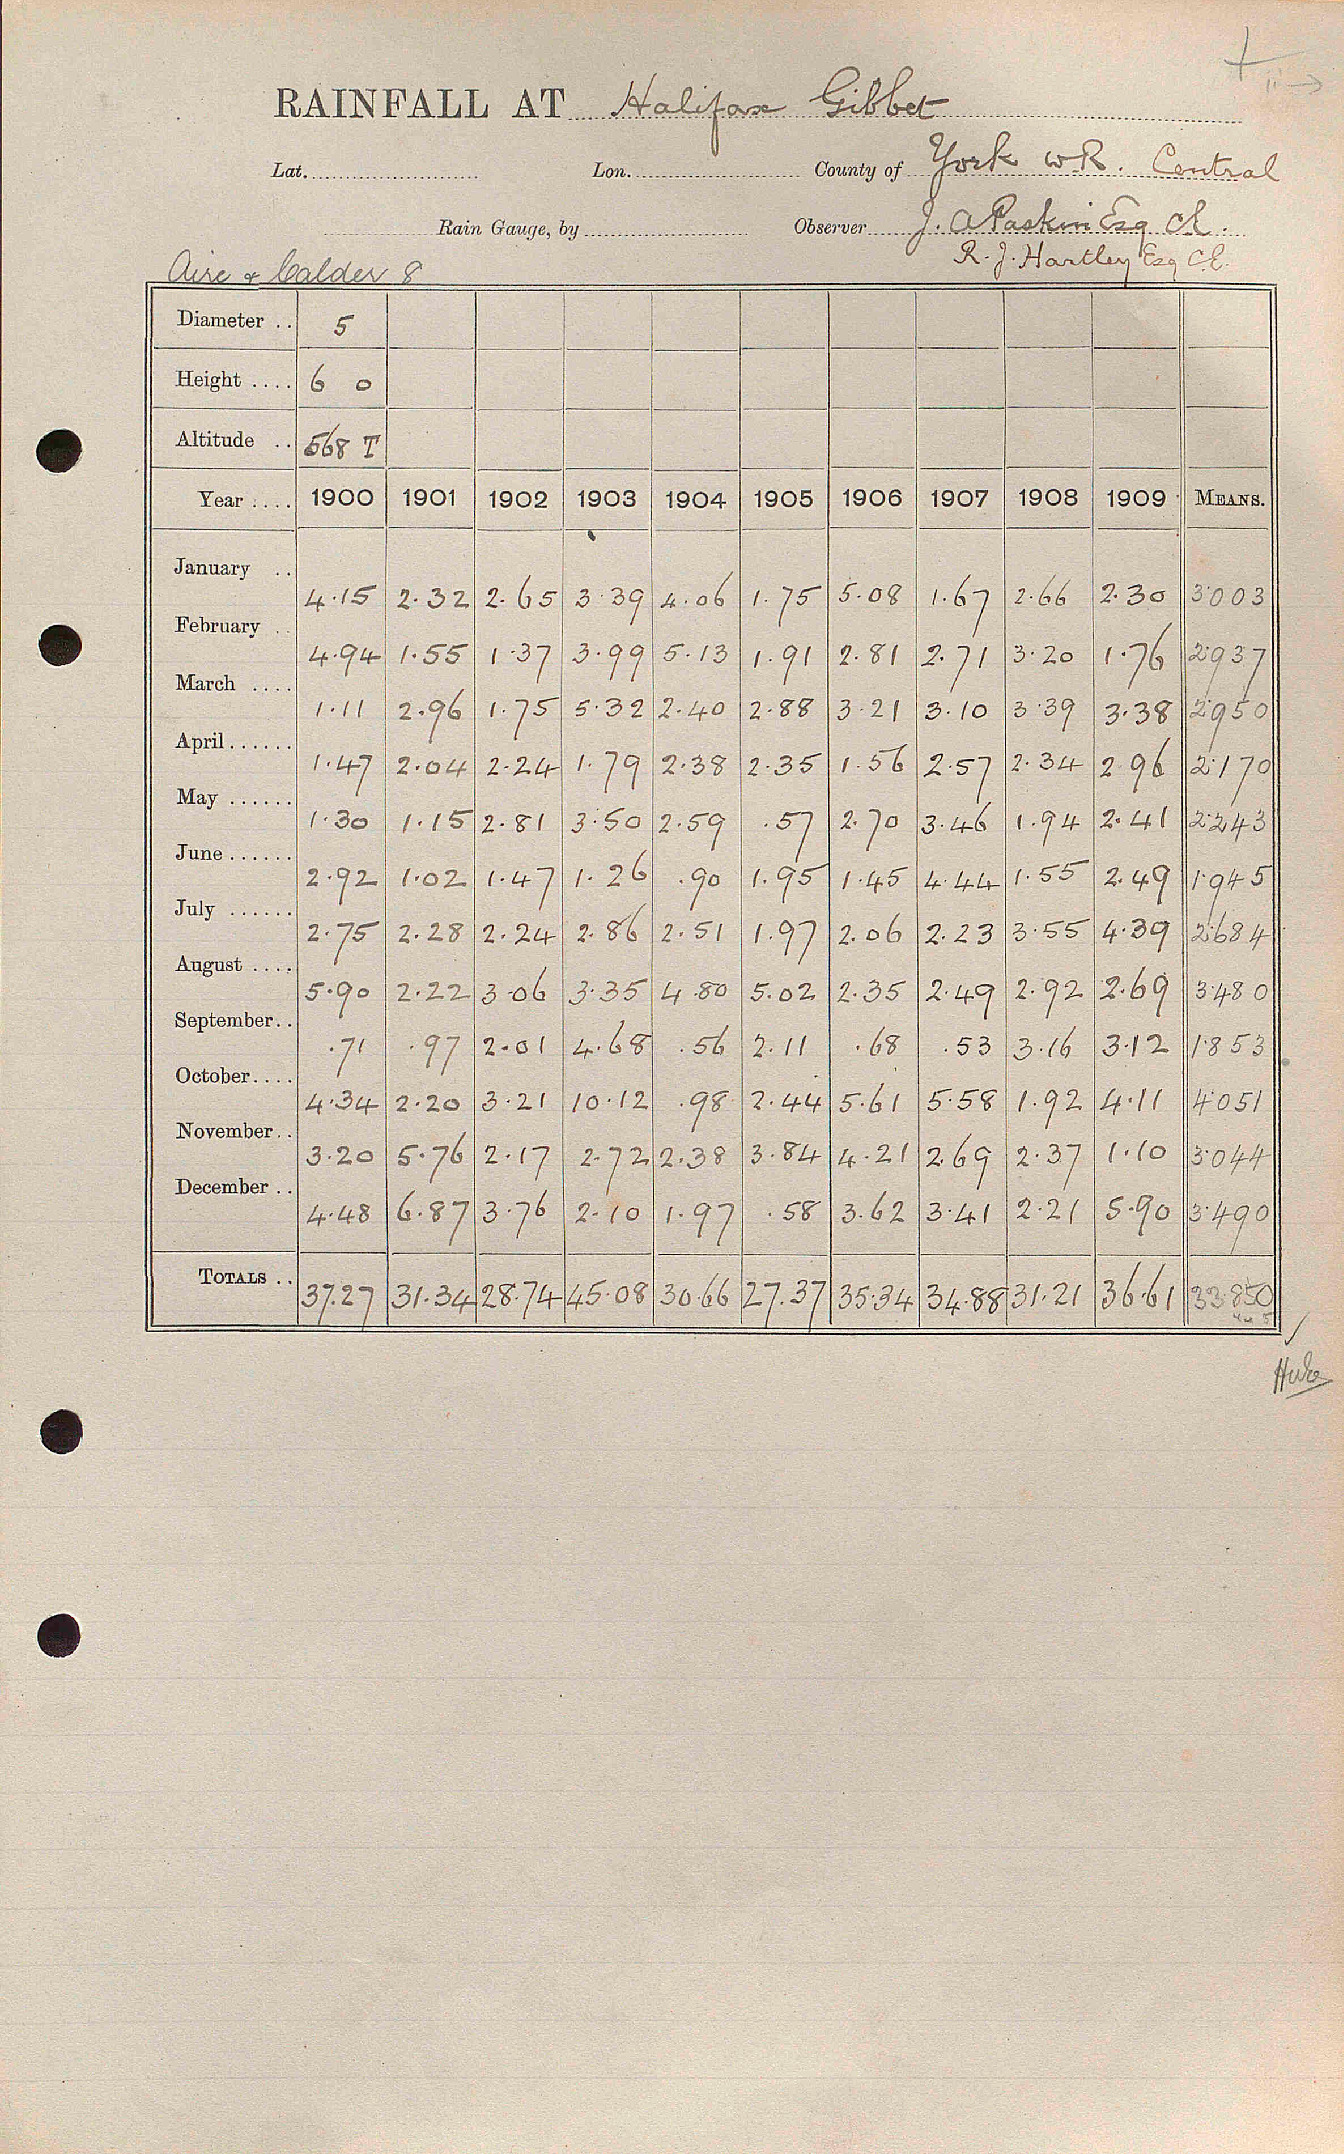 RAINFALL AT Halifax Gibbet
Lat. Lon. County of York W.R. Central
Rain Gauge, by Observer J. A Paskin Esq C.E.
R. J. Hartley Esq C.E.
Aire & Calder 8
Diameter .. 5
Height .... 6 0
Altitude .. 568 T
Year .... 1900 1901 1902 1903 1904 1905 1906 1907 1908 1909 MEANS.
January .. 4.15 2.32 2.65 3.39 4.06 1.75 5.08 1.67 2.66 2.30 3.003
February .. 4.94 1.55 1.37 3.99 5.13 1.91 2.81 2.71 3.20 1.76 2.937
March .... 1.11 2.96 1.75 5.32 2.40 2.88 3.21 3.10 3.39 3.38 2.950
April...... 1.47 2.04 2.24 1.79 2.38 2.35 1.56 2.57 2.34 2.96 2.170
May ...... 1.30 1.15 2.81 3.50 2.59 .57 2.70 3.46 1.94 2.41 2.243
June...... 2.92 1.02 1.47 1.26 .90 1.95 1.45 4.44 1.55 2.49 1.945
July ...... 2.75 2.28 2.24 2.86 2.51 1.97 2.06 2.23 3.55 4.39 2.684
August .... 5.90 2.22 3.06 3.35 4.80 5.02 2.35 2.49 2.92 2.69 3.480
September.. .71 .97 2.01 4.68 .56 2.11 .68 .53 3.16 3.12 1.853
October.... 4.34 2.20 3.21 10.12 .98 2.44 5.61 5.58 1.92 4.11 4.051
November.. 3.20 5.76 2.17 2.72 2.38 3.84 4.21 2.69 2.37 1.10 3.044
December .. 4.48 6.87 3.76 2.10 1.97 .58 3.62 3.41 2.21 5.90 3.490
TOTALS .. 37.27 31.34 28.74 45.08 30.66 27.37 35.34 34.88 31.21 36.61 33.850